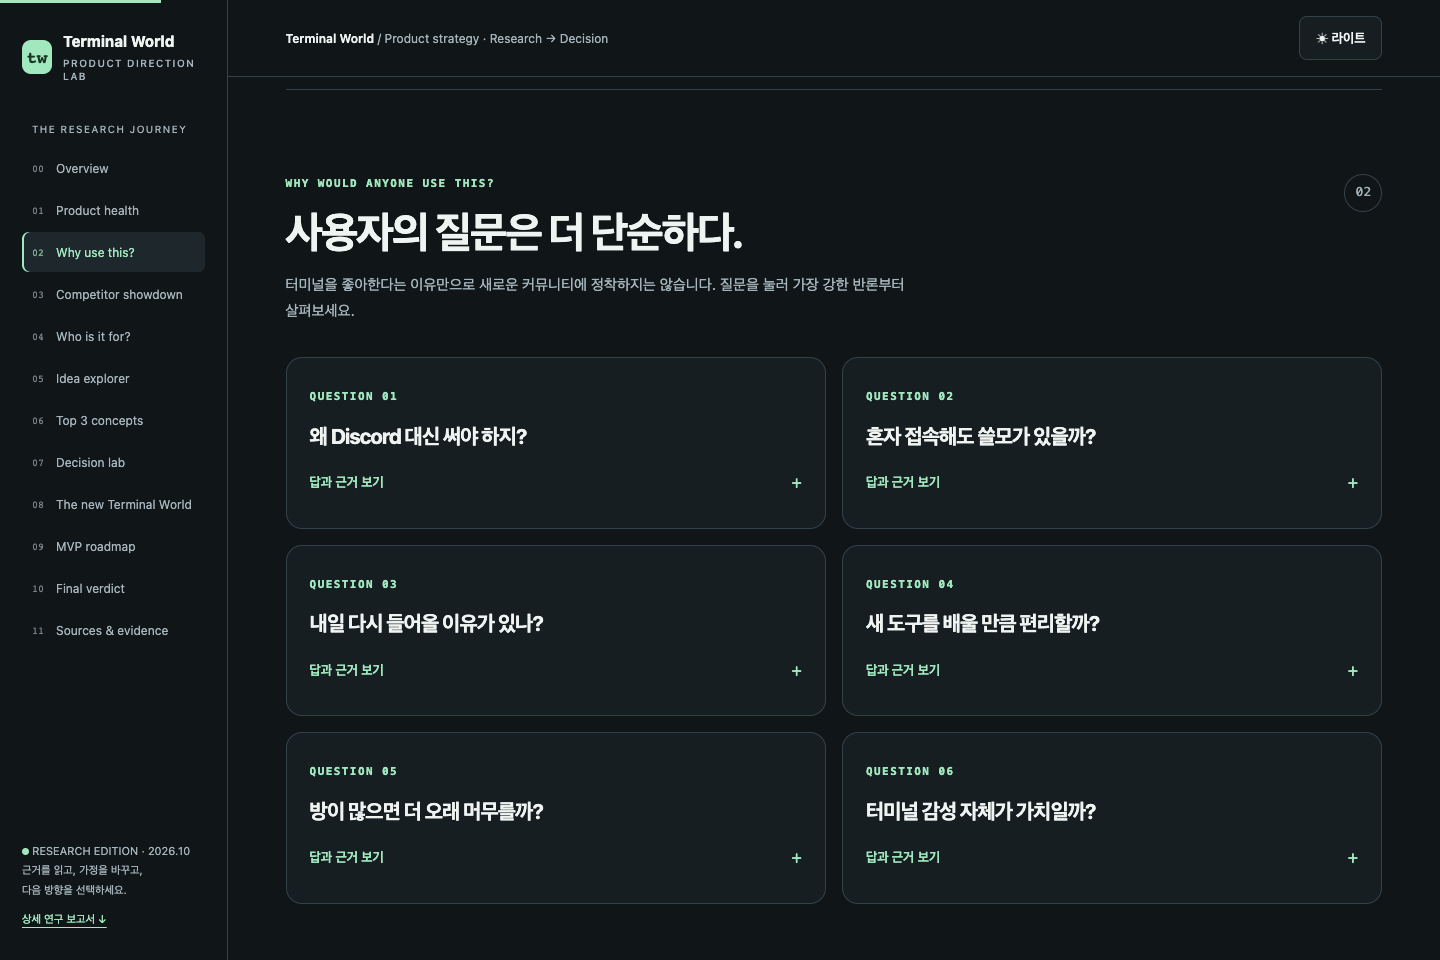 tw
Terminal World
PRODUCT DIRECTION
LAB
THE RESEARCH JOURNEY
00 Overview
01 Product health
02 Why use this?
03 Competitor showdown
04 Who is it for?
05 Idea explorer
06 Top 3 concepts
07 Decision lab
08 The new Terminal World
09 MVP roadmap
10 Final verdict
11 Sources & evidence
RESEARCH EDITION · 2026.10
근거를 읽고, 가정을 바꾸고,
다음 방향을 선택하세요.
상세 연구 보고서 ↓
Terminal World / Product strategy · Research → Decision
☀ 라이트
WHY WOULD ANYONE USE THIS?
02
사용자의 질문은 더 단순하다.
터미널을 좋아한다는 이유만으로 새로운 커뮤니티에 정착하지는 않습니다. 질문을 눌러 가장 강한 반론부터
살펴보세요.
QUESTION 01
왜 Discord 대신 써야 하지?
답과 근거 보기 +
QUESTION 02
혼자 접속해도 쓸모가 있을까?
답과 근거 보기 +
QUESTION 03
내일 다시 들어올 이유가 있나?
답과 근거 보기 +
QUESTION 04
새 도구를 배울 만큼 편리할까?
답과 근거 보기 +
QUESTION 05
방이 많으면 더 오래 머무를까?
답과 근거 보기 +
QUESTION 06
터미널 감성 자체가 가치일까?
답과 근거 보기 +